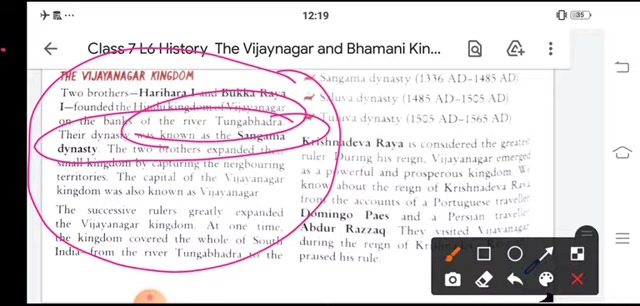 12:19
35
Class 7 L6 History The Vijaynagar and Bhamani Kin...
THE VIJAYANAGAR KINGDOM
Two brothers—Harihara I and Bukka Raya
I—founded the Hindu kingdom of Vijayanagar
on the banks of the river Tungabhadra.
Their dynasty was known as the Sangama
dynasty. The two brothers expanded their
small kingdom by capturing the neigbouring
territories. The capital of the Vijayanagar
kingdom was also known as Vijayanagar.
The successive rulers greatly expanded
the Vijayanagar kingdom. At one time,
the kingdom covered the whole of South
India—from the river Tungabhadra to the
Sangama dynasty (1336 AD–1485 AD)
Saluva dynasty (1485 AD–1505 AD)
Tuluva dynasty (1505 AD–1565 AD)
Krishnadeva Raya is considered the greatest
ruler During his reign, Vijayanagar emerged
as a powerful and prosperous kingdom. We
know about the reign of Krishnadeva Raya
from the accounts of a Portuguese traveller
Domingo Paes and a Persian traveller
Abdur Razzaq. They visited Vijayanagar
during the reign of Krishnadeva
praised his rule.